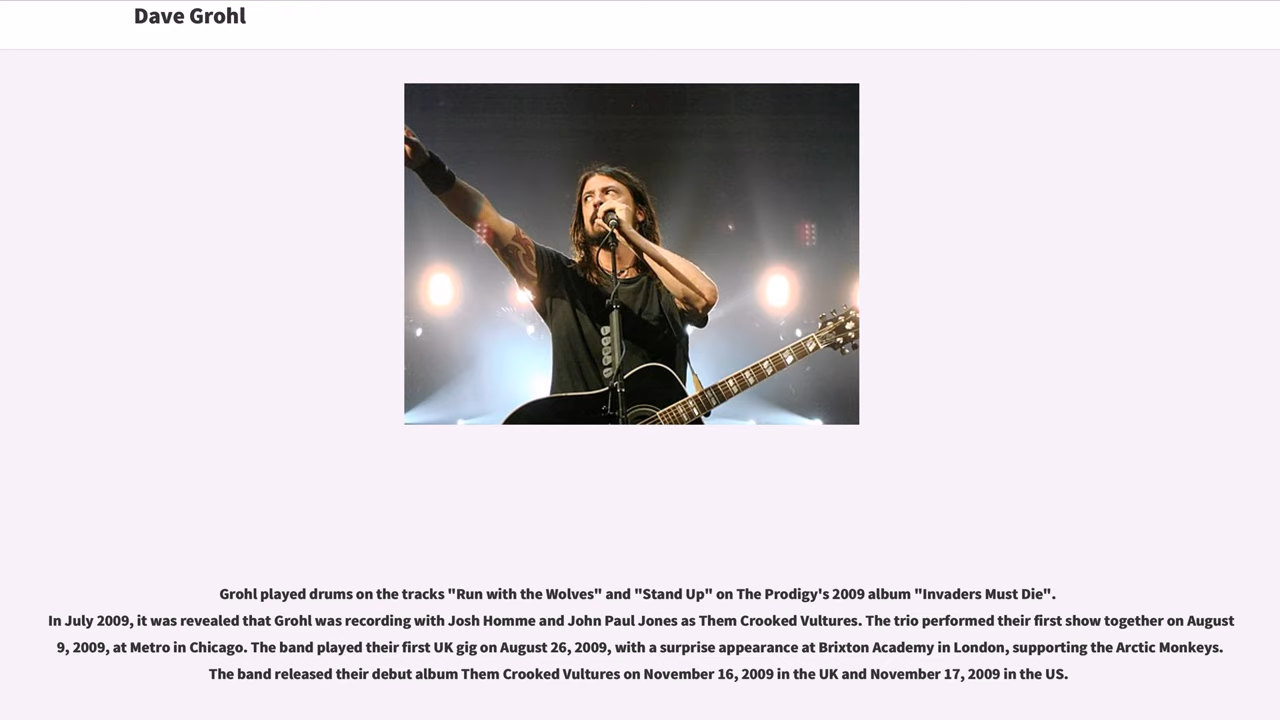 Dave Grohl
Grohl played drums on the tracks "Run with the Wolves" and "Stand Up" on The Prodigy's 2009 album "Invaders Must Die".
In July 2009, it was revealed that Grohl was recording with Josh Homme and John Paul Jones as Them Crooked Vultures. The trio performed their first show together on August
9, 2009, at Metro in Chicago. The band played their first UK gig on August 26, 2009, with a surprise appearance at Brixton Academy in London, supporting the Arctic Monkeys.
The band released their debut album Them Crooked Vultures on November 16, 2009 in the UK and November 17, 2009 in the US.